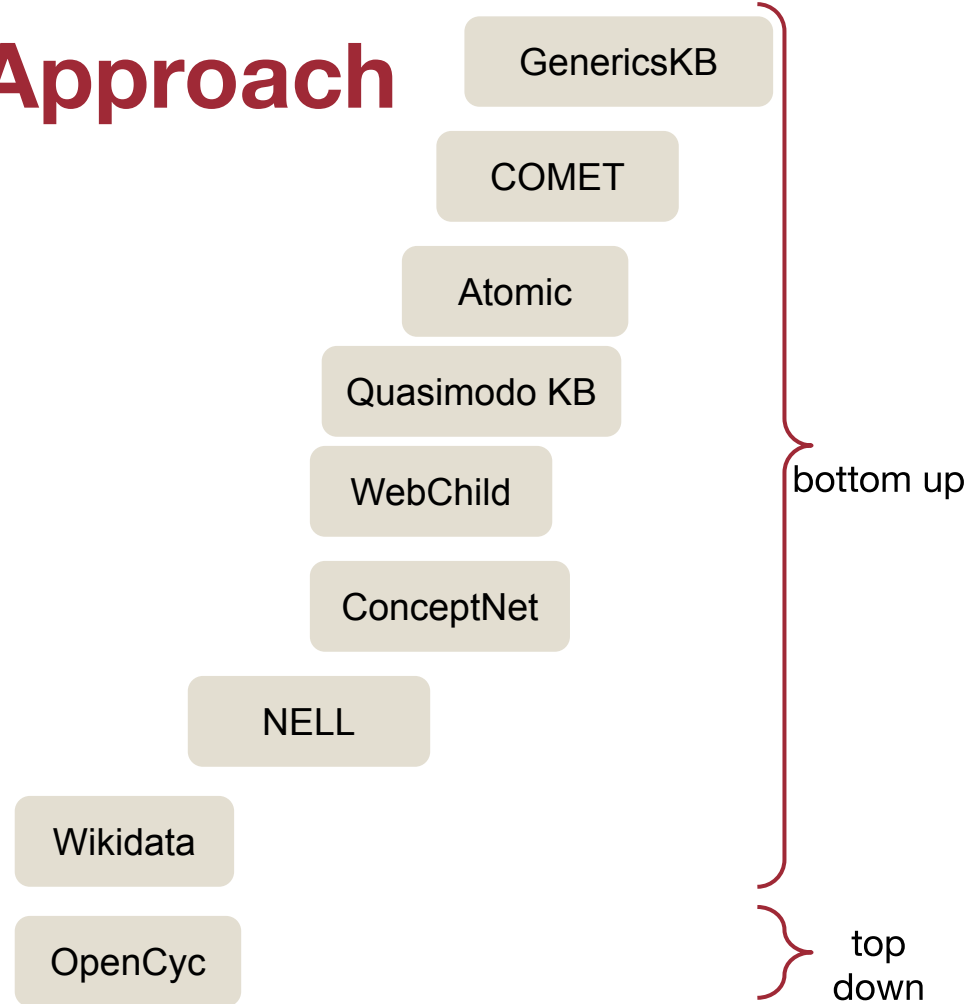 Approach
GenericsKB
COMET
Atomic
Quasimodo KB
WebChild
bottom up
ConceptNet
NELL
Wikidata
OpenCyc
top
down